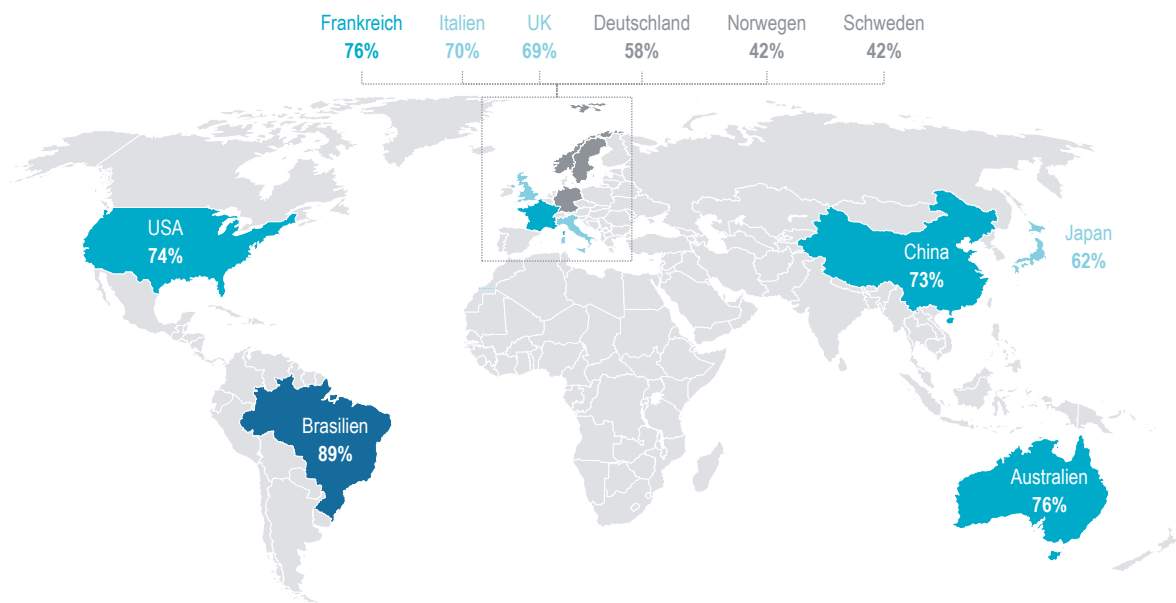 Frankreich Italien UK Deutschland Norwegen Schweden
76% 70% 69% 58% 42% 42%
USA
74%
China
73%
Japan
62%
Brasilien
89%
Australien
76%